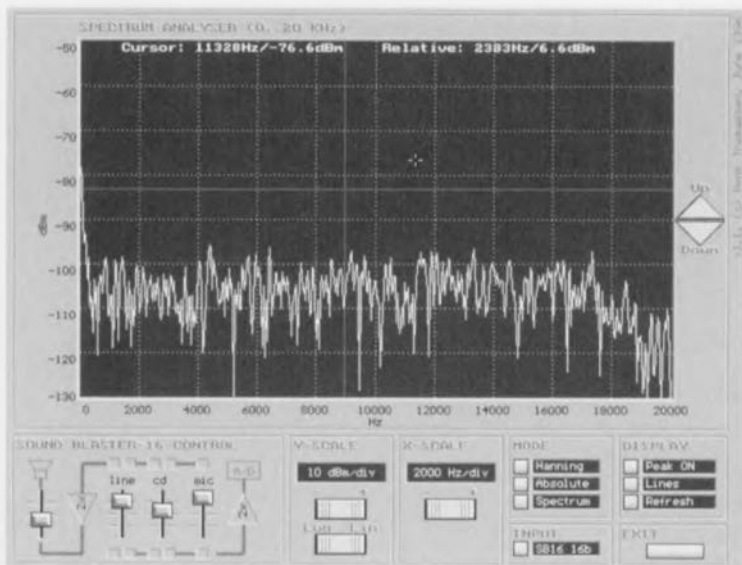 SPECTRUM ANALYSER (0..20 KHz)
Cursor: 11328Hz/-76.6dBm Relative: 2383Hz/6.6dBm
-50
-60
-70
-80
-90
-100
-110
-120
-130
dBm
0 2000 4000 6000 8000 10000 12000 14000 16000 18000 20000
Hz
Up
Down
SOUND BLASTER 16 CONTROL
line cd mic
A/D
Y-SCALE
10 dBm/div
Log Lin
X-SCALE
2000 Hz/div
MODE
Hanning
Absolute
Spectrum
INPUT
SB16 16b
DISPLAY
Peak ON
Lines
Refresh
EXIT